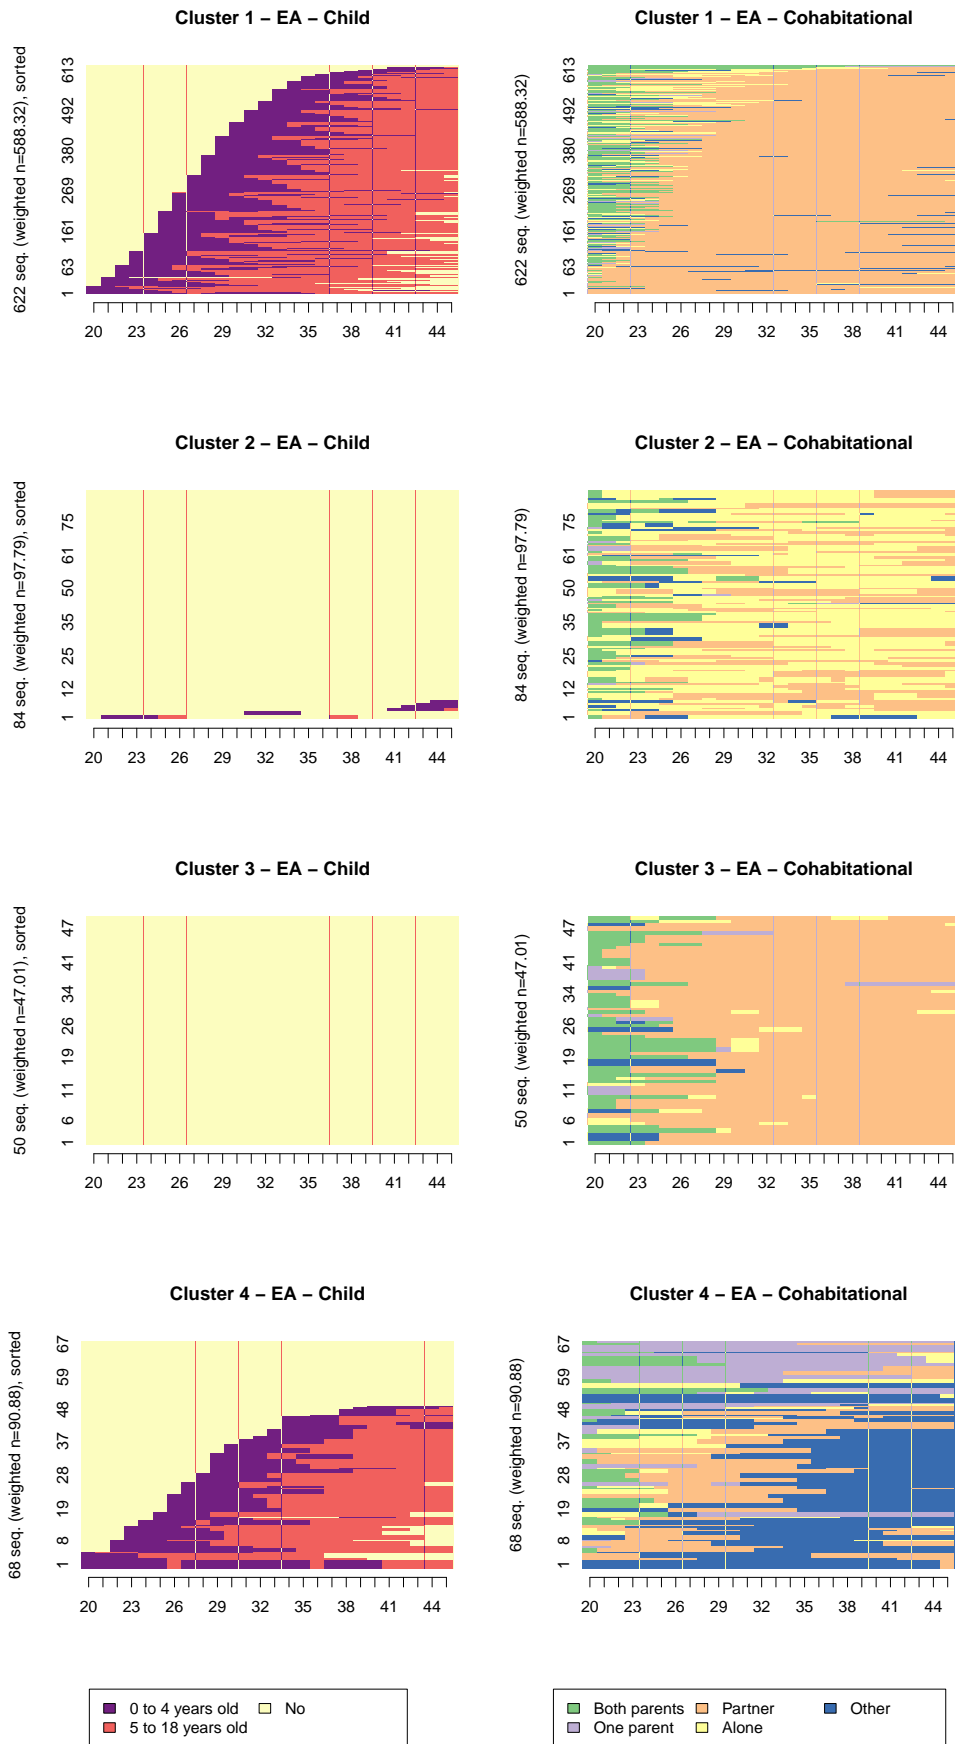 Cluster 1 – EA – Child
Cluster 1 – EA – Cohabitational
622 seq. (weighted n=588.32), sorted
1 63 161 269 380 492 613
20 23 26 29 32 35 38 41 44
622 seq. (weighted n=588.32)
1 63 161 269 380 492 613
20 23 26 29 32 35 38 41 44
Cluster 2 – EA – Child
Cluster 2 – EA – Cohabitational
84 seq. (weighted n=97.79), sorted
1 12 25 35 50 61 75
20 23 26 29 32 35 38 41 44
84 seq. (weighted n=97.79)
1 12 25 35 50 61 75
20 23 26 29 32 35 38 41 44
Cluster 3 – EA – Child
Cluster 3 – EA – Cohabitational
50 seq. (weighted n=47.01), sorted
1 6 11 19 26 34 41 47
20 23 26 29 32 35 38 41 44
50 seq. (weighted n=47.01)
1 6 11 19 26 34 41 47
20 23 26 29 32 35 38 41 44
Cluster 4 – EA – Child
Cluster 4 – EA – Cohabitational
68 seq. (weighted n=90.88), sorted
1 8 19 28 37 48 59 67
20 23 26 29 32 35 38 41 44
68 seq. (weighted n=90.88)
1 8 19 28 37 48 59 67
20 23 26 29 32 35 38 41 44
0 to 4 years old No
5 to 18 years old
Both parents Partner Other
One parent Alone